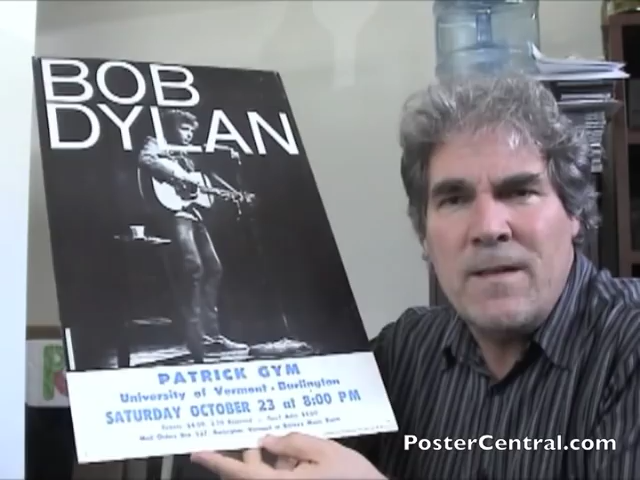 BOB
DYLAN
PATRICK GYM
University of Vermont - Burlington
SATURDAY OCTOBER 23 at 8:00 PM
PosterCentral.com